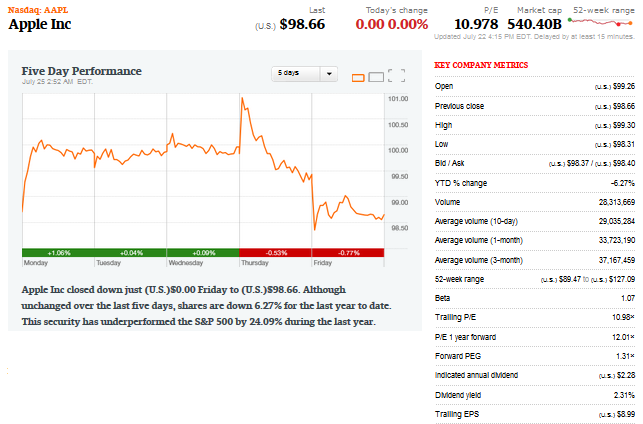 Nasdaq: AAPL
Apple Inc
Last
(U.S.) $98.66
Today's change
0.00 0.00%
P/E
10.978
Market cap
540.40B
52-week range
Updated July 22 4:15 PM EDT. Delayed by at least 15 minutes.
Five Day Performance
July 25 2:52 AM EDT.
5 days
101.00
100.50
100.00
99.50
99.00
98.50
+1.06% +0.04% +0.09% -0.53% -0.77%
Monday Tuesday Wednesday Thursday Friday
Apple Inc closed down just (U.S.)$0.00 Friday to (U.S.)$98.66. Although
unchanged over the last five days, shares are down 6.27% for the last year to date.
This security has underperformed the S&P 500 by 24.09% during the last year.
KEY COMPANY METRICS
Open (U.S.) $99.26
Previous close (U.S.) $98.66
High (U.S.) $99.30
Low (U.S.) $98.31
Bid / Ask (U.S.) $98.37 / (U.S.) $98.40
YTD % change -6.27%
Volume 28,313,669
Average volume (10-day) 29,035,284
Average volume (1-month) 33,723,190
Average volume (3-month) 37,167,459
52-week range (U.S.) $89.47 to (U.S.) $127.09
Beta 1.07
Trailing P/E 10.98×
P/E 1 year forward 12.01×
Forward PEG 1.31×
Indicated annual dividend (U.S.) $2.28
Dividend yield 2.31%
Trailing EPS (U.S.) $8.99